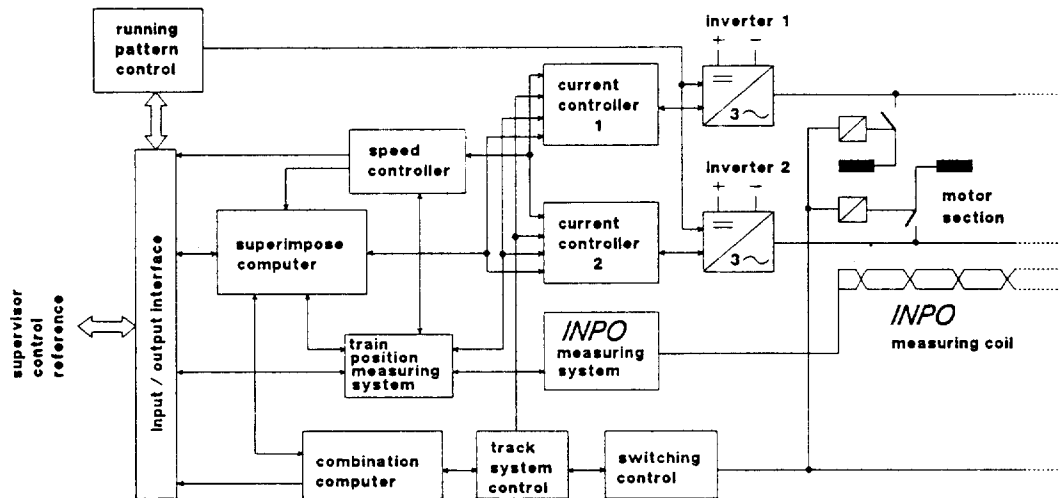 running
pattern
control
inverter 1
+ −
3
current
controller
1
speed
controller
inverter 2
+ −
3
motor
section
current
controller
2
superimpose
computer
Input / output interface
supervisor
control
reference
INPO
measuring
system
INPO
measuring coil
train
position
measuring
system
combination
computer
track
system
control
switching
control